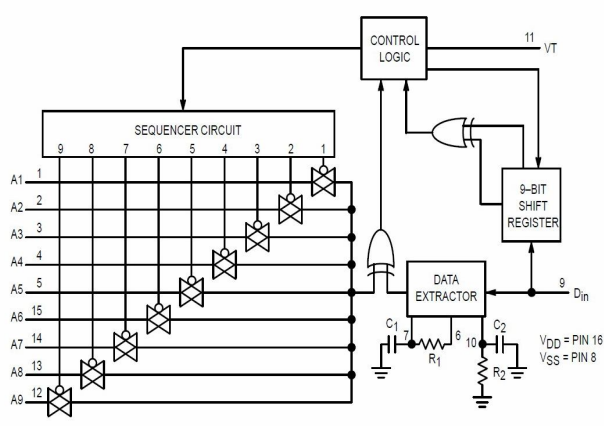 CONTROL LOGIC
11 VT
SEQUENCER CIRCUIT
9 8 7 6 5 4 3 2 1
A1 1
A2 2
A3 3
A4 4
A5 5
A6 15
A7 14
A8 13
A9 12
9–BIT SHIFT REGISTER
DATA EXTRACTOR
9 Din
C1 7 R1 6 10 C2
R2
VDD = PIN 16
VSS = PIN 8